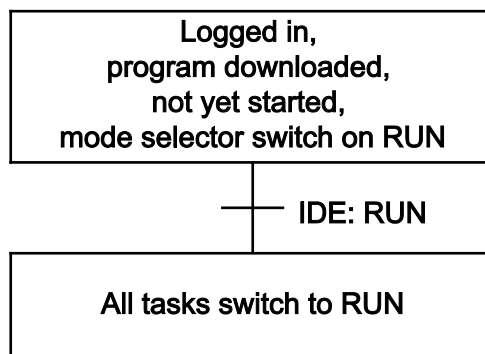 Logged in,
program downloaded,
not yet started,
mode selector switch on RUN
IDE: RUN
All tasks switch to RUN